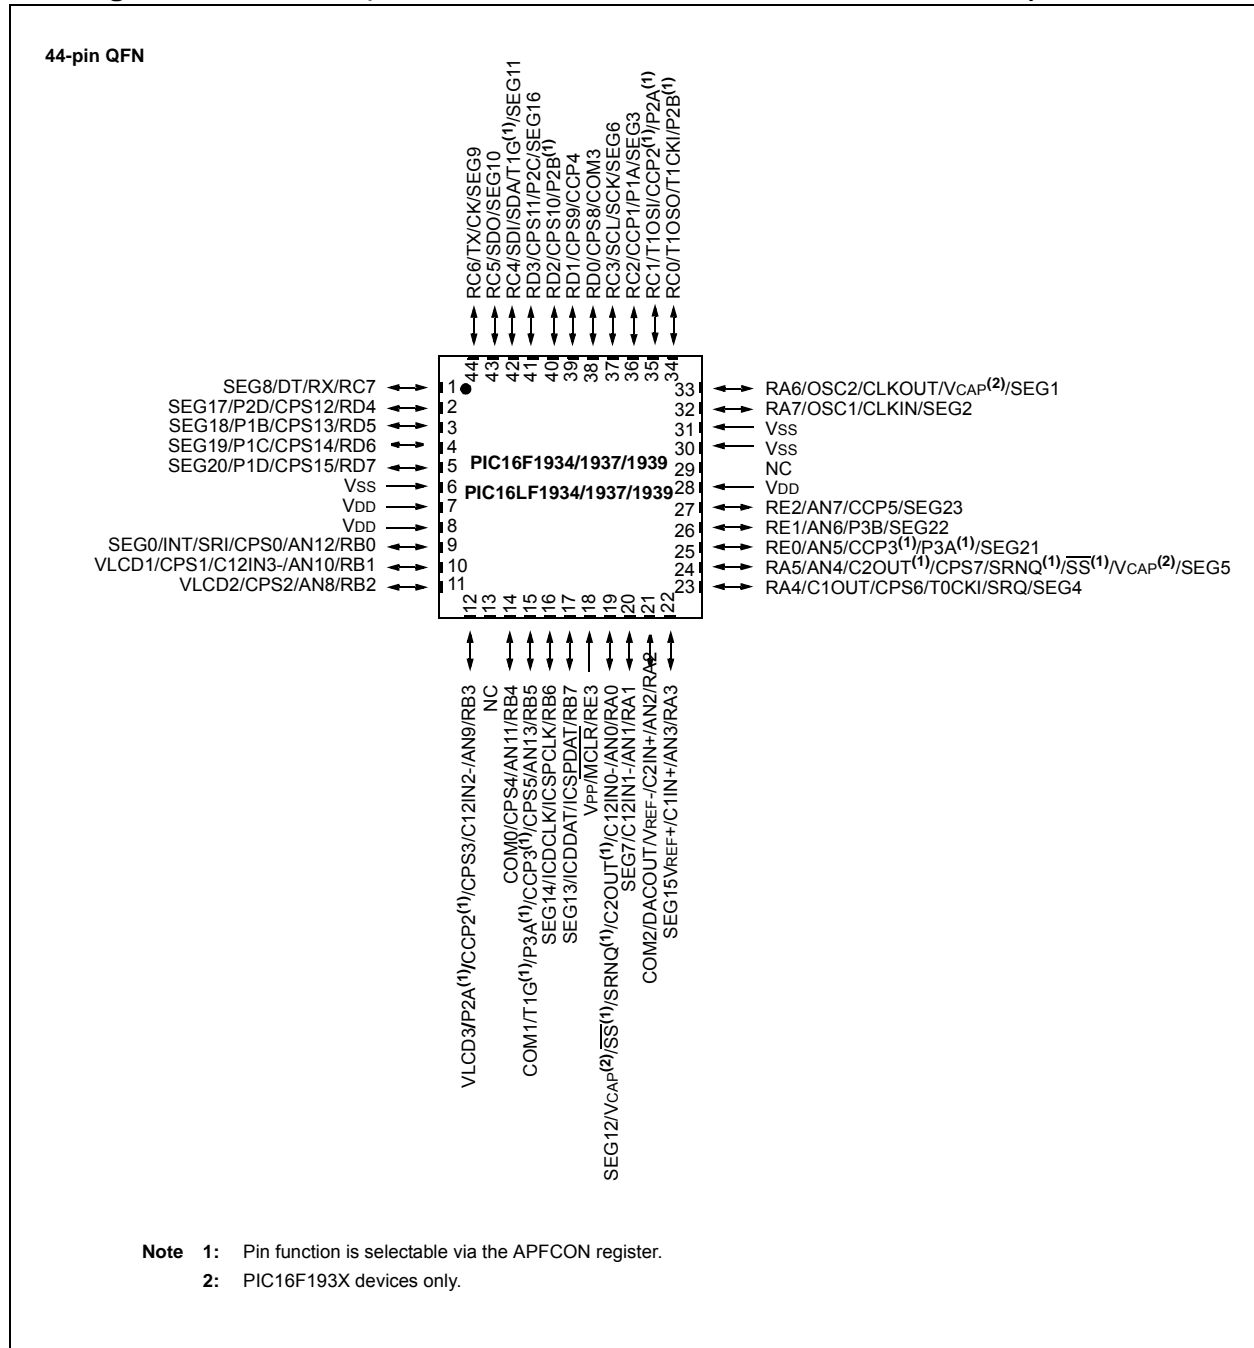 44-pin QFN
RC6/TX/CK/SEG9
RC5/SDO/SEG10
RC4/SDI/SDA/T1G(1)/SEG11
RD3/CPS11/P2C/SEG16
RD2/CPS10/P2B(1)
RD1/CPS9/CCP4
RD0/CPS8/COM3
RC3/SCL/SCK/SEG6
RC2/CCP1/P1A/SEG3
RC1/T1OSI/CCP2(1)/P2A(1)
RC0/T1OSO/T1CKI/P2B(1)
44
43
42
41
40
39
38
37
36
35
34
SEG8/DT/RX/RC7 1
SEG17/P2D/CPS12/RD4 2
SEG18/P1B/CPS13/RD5 3
SEG19/P1C/CPS14/RD6 4
SEG20/P1D/CPS15/RD7 5
VSS 6
VDD 7
VDD 8
SEG0/INT/SRI/CPS0/AN12/RB0 9
VLCD1/CPS1/C12IN3-/AN10/RB1 10
VLCD2/CPS2/AN8/RB2 11
PIC16F1934/1937/1939
PIC16LF1934/1937/1939
33 RA6/OSC2/CLKOUT/VCAP(2)/SEG1
32 RA7/OSC1/CLKIN/SEG2
31 VSS
30 VSS
29 NC
28 VDD
27 RE2/AN7/CCP5/SEG23
26 RE1/AN6/P3B/SEG22
25 RE0/AN5/CCP3(1)/P3A(1)/SEG21
24 RA5/AN4/C2OUT(1)/CPS7/SRNQ(1)/SS(1)/VCAP(2)/SEG5
23 RA4/C1OUT/CPS6/T0CKI/SRQ/SEG4
12
13
14
15
16
17
18
19
20
21
22
VLCD3/P2A(1)/CCP2(1)/CPS3/C12IN2-/AN9/RB3
NC
COM0/CPS4/AN11/RB4
COM1/T1G(1)/P3A(1)/CCP3(1)/CPS5/AN13/RB5
SEG14/ICDCLK/ICSPCLK/RB6
SEG13/ICDDAT/ICSPDAT/RB7
VPP/MCLR/RE3
SEG12/VCAP(2)/SS(1)/SRNQ(1)/C2OUT(1)/C12IN0-/AN0/RA0
SEG7/C12IN1-/AN1/RA1
COM2/DACOUT/VREF-/C2IN+/AN2/RA2
SEG15VREF+/C1IN+/AN3/RA3
Note 1: Pin function is selectable via the APFCON register.
2: PIC16F193X devices only.